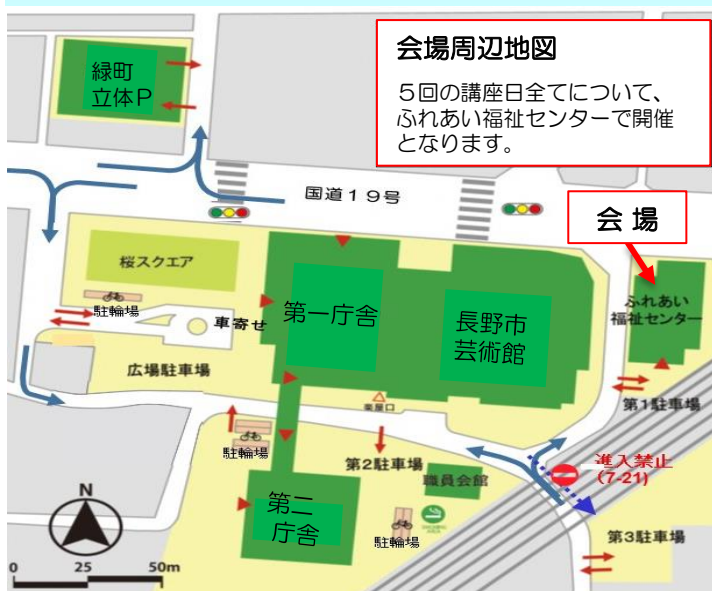 会場周辺地図
５回の講座日全てについて、
ふれあい福祉センターで開催
となります。
緑町
立体Ｐ
国道１９号
会 場
桜スクエア
駐輪場
車寄せ
第一庁舎
長野市
芸術館
ふれあい
福祉センター
広場駐車場
第1駐車場
駐輪場
第2駐車場
職員会館
進入禁止
(7-21)
第二
庁舎
駐輪場
第3駐車場
N
0 25 50m